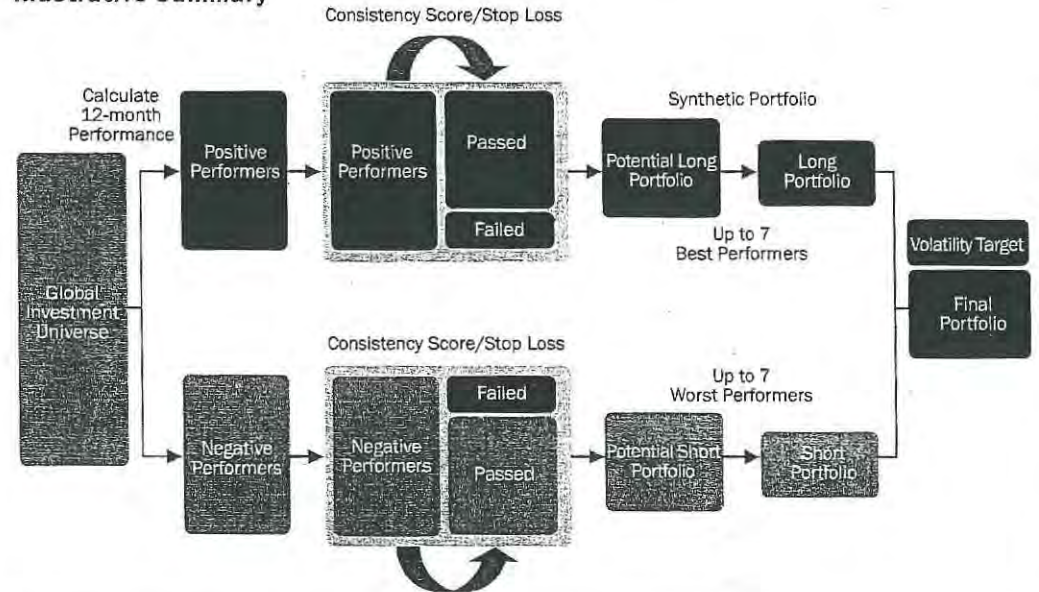 Illustrative Summary
Consistency Score/Stop Loss
Calculate
12-month
Performance
Positive
Performers
Positive
Performers
Passed
Failed
Synthetic Portfolio
Potential Long
Portfolio
Long
Portfolio
Up to 7
Best Performers
Volatility Target
Final
Portfolio
Global
Investment
Universe
Consistency Score/Stop Loss
Negative
Performers
Negative
Performers
Failed
Passed
Up to 7
Worst Performers
Potential Short
Portfolio
Short
Portfolio